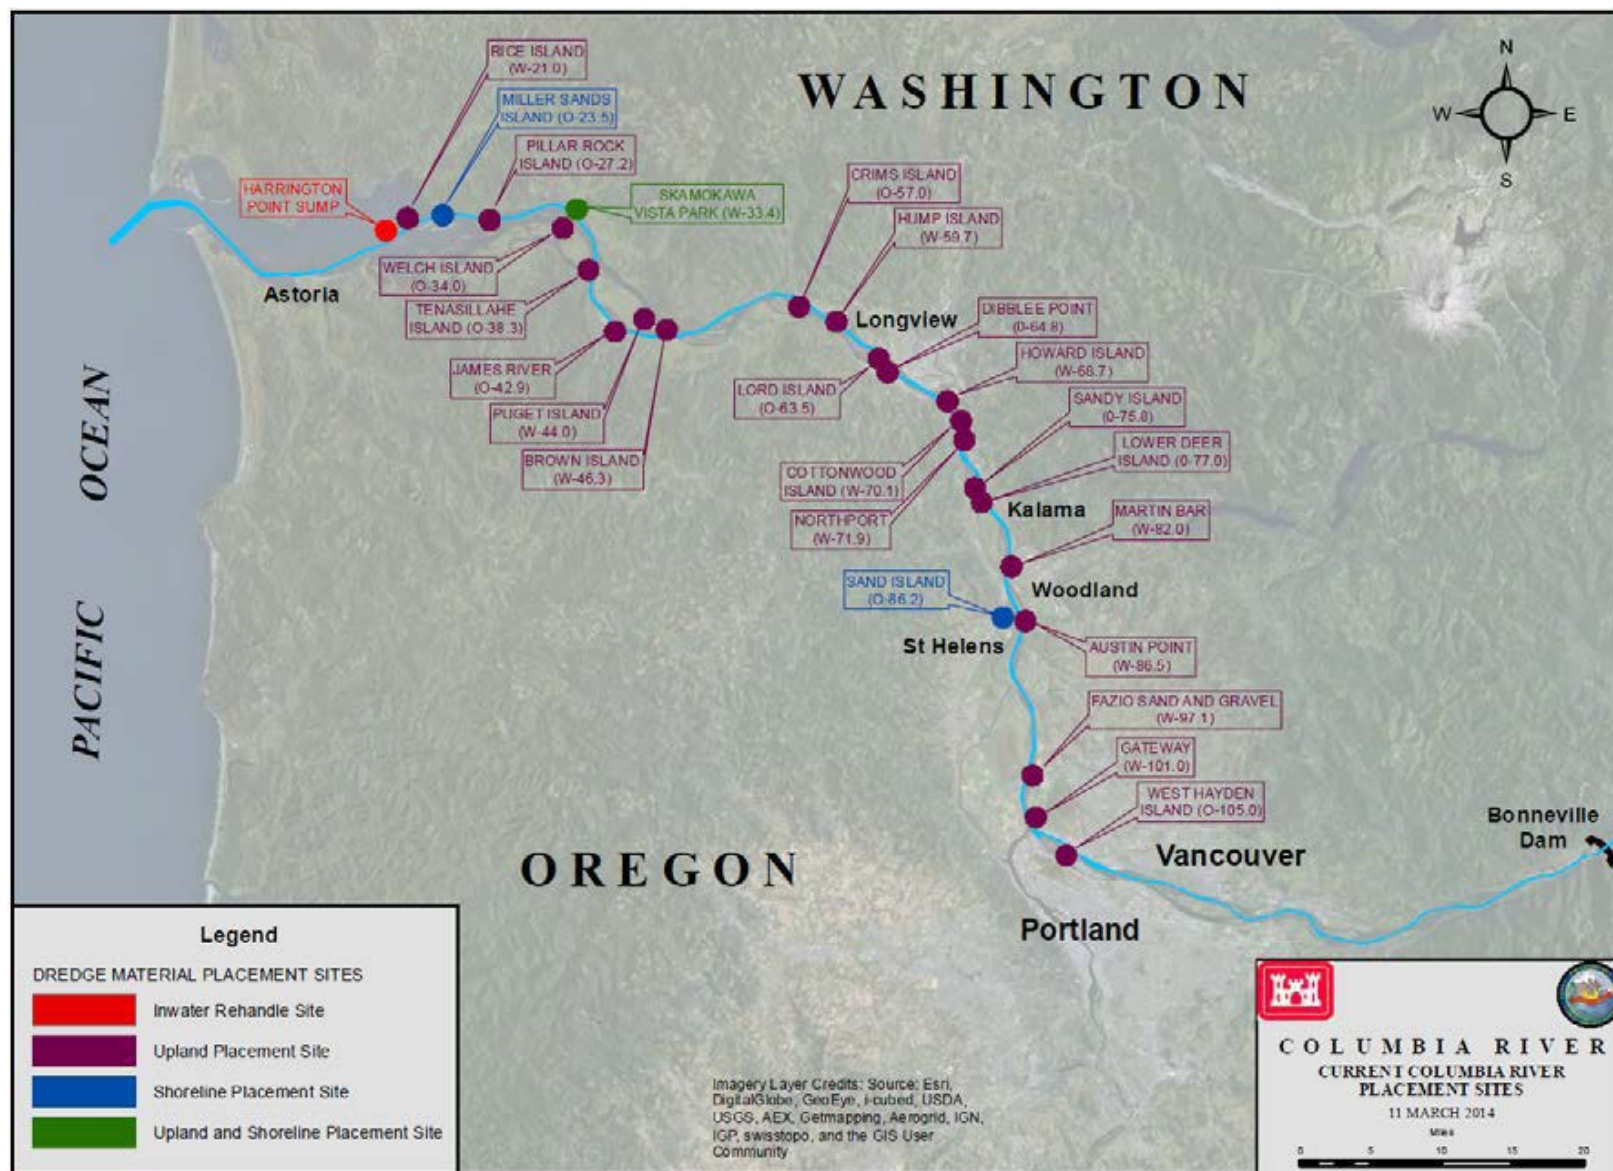 WASHINGTON
N
W
E
S
RICE ISLAND
(W-21.0)
MILLER SANDS
ISLAND (O-23.5)
PILLAR ROCK
ISLAND (O-27.2)
HARRINGTON
POINT SUMP
SKAMOKAWA
VISTA PARK (W-33.4)
CRIMS ISLAND
(O-57.0)
HUMP ISLAND
(W-59.7)
WELCH ISLAND
(O-34.0)
Astoria
TENASILLAHE
ISLAND (O-38.3)
Longview
DIBBLEE POINT
(0-64.8)
JAMES RIVER
(O-42.9)
LORD ISLAND
(O-63.5)
HOWARD ISLAND
(W-68.7)
PUGET ISLAND
(W-44.0)
SANDY ISLAND
(0-75.8)
BROWN ISLAND
(W-46.3)
LOWER DEER
ISLAND (0-77.0)
COTTONWOOD
ISLAND (W-70.1)
NORTHPORT
(W-71.9)
Kalama
MARTIN BAR
(W-82.0)
SAND ISLAND
(O-86.2)
Woodland
St Helens
AUSTIN POINT
(W-86.5)
PACIFIC OCEAN
FAZIO SAND AND GRAVEL
(W-97.1)
GATEWAY
(W-101.0)
WEST HAYDEN
ISLAND (O-105.0)
Bonneville
Dam
Vancouver
OREGON
Portland
Legend
DREDGE MATERIAL PLACEMENT SITES
Inwater Rehandle Site
Upland Placement Site
Shoreline Placement Site
Upland and Shoreline Placement Site
Imagery Layer Credits: Source: Esri,
DigitalGlobe, GeoEye, i-cubed, USDA,
USGS, AEX, Getmapping, Aerogrid, IGN,
IGP, swisstopo, and the GIS User
Community
COLUMBIA RIVER
CURRENT COLUMBIA RIVER
PLACEMENT SITES
11 MARCH 2014
Miles
0 5 10 15 20